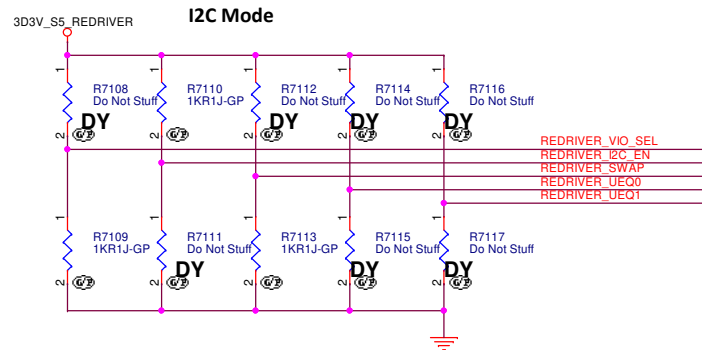 I2C Mode
3D3V_S5_REDRIVER
1 1 1 1 1
R7108 R7110 R7112 R7114 R7116
Do Not Stuff 1KR1J-GP Do Not Stuff Do Not Stuff Do Not Stuff
DY DY DY DY
2 2 2 2 2
REDRIVER_VIO_SEL
REDRIVER_I2C_EN
REDRIVER_SWAP
REDRIVER_UEQ0
REDRIVER_UEQ1
1 1 1 1 1
R7109 R7111 R7113 R7115 R7117
1KR1J-GP Do Not Stuff 1KR1J-GP Do Not Stuff Do Not Stuff
DY DY DY
2 2 2 2 2